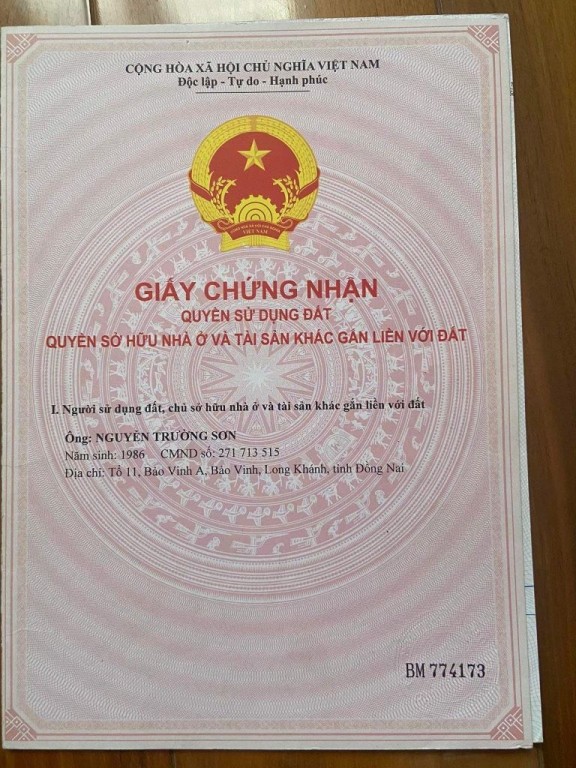 CỘNG HÒA XÃ HỘI CHỦ NGHĨA VIỆT NAM
Độc lập - Tự do - Hạnh phúc
VIỆT NAM
GIẤY CHỨNG NHẬN
QUYỀN SỬ DỤNG ĐẤT
QUYỀN SỞ HỮU NHÀ Ở VÀ TÀI SẢN KHÁC GẮN LIỀN VỚI ĐẤT
I. Người sử dụng đất, chủ sở hữu nhà ở và tài sản khác gắn liền với đất
Ông: NGUYỄN TRƯỜNG SƠN
Năm sinh: 1986 CMND số: 271 713 515
Địa chỉ: Tổ 11, Bảo Vinh A, Bảo Vinh, Long Khánh, tỉnh Đồng Nai
BM 774173